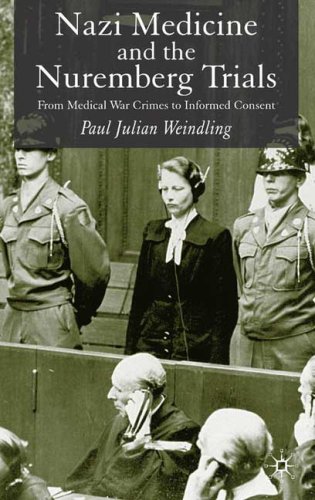 Nazi Medicine
and the
Nuremberg Trials
From Medical War Crimes to Informed Consent
Paul Julian Weindling